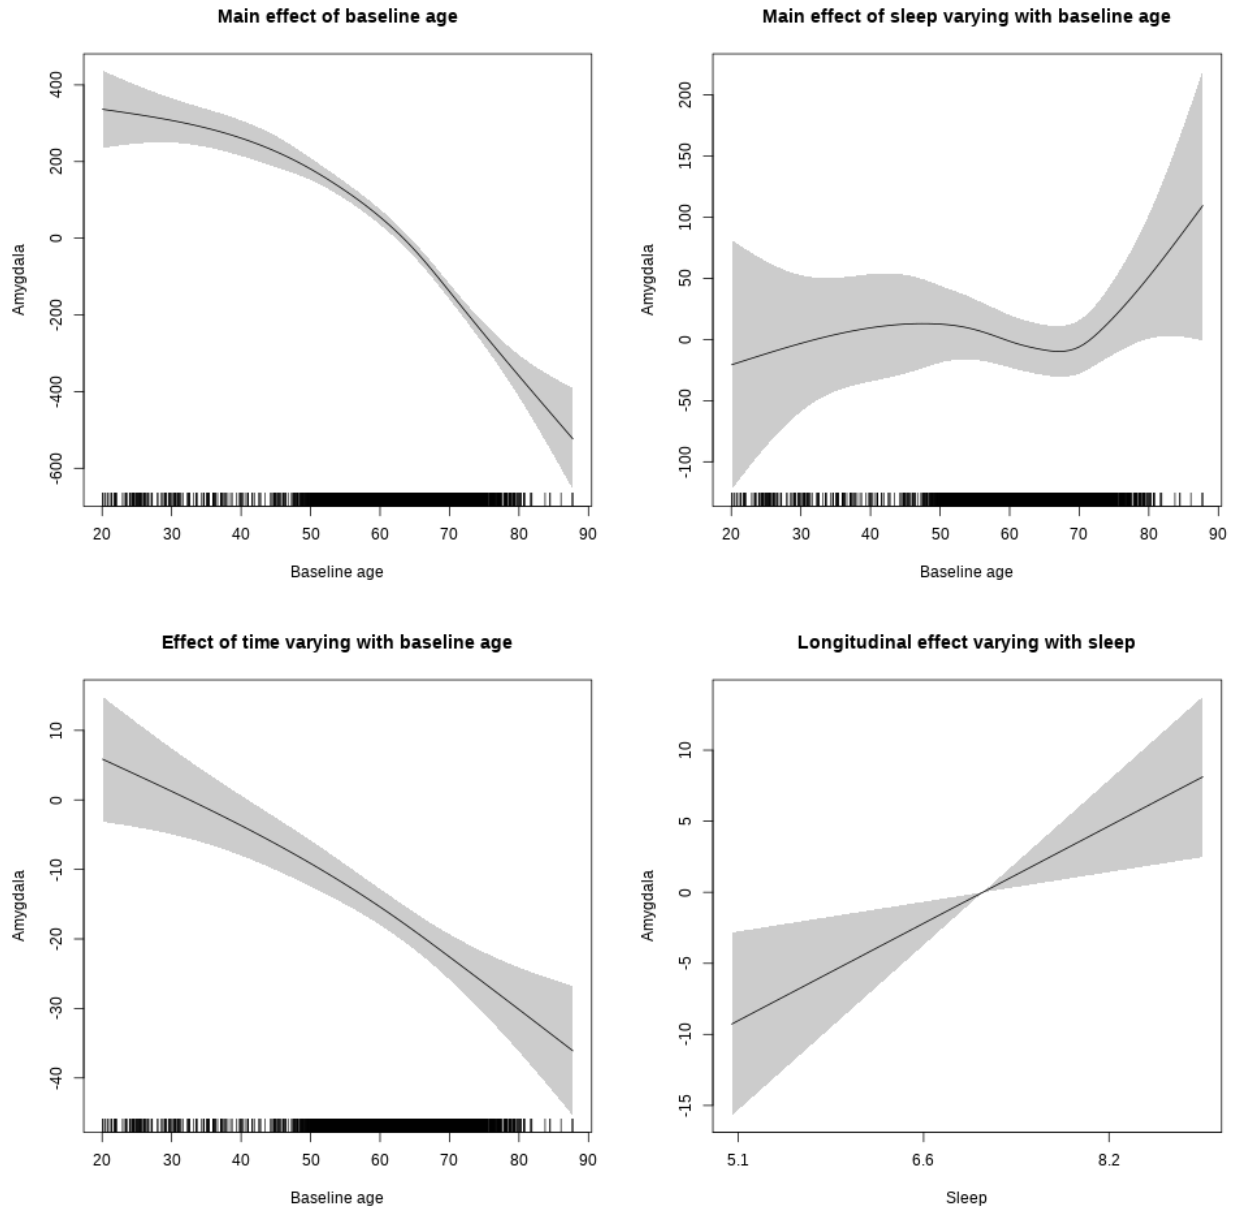 Main effect of baseline age
Amygdala
400
200
0
-200
-400
-600
20 30 40 50 60 70 80 90
Baseline age
Main effect of sleep varying with baseline age
Amygdala
200
150
100
50
0
-50
-100
20 30 40 50 60 70 80 90
Baseline age
Effect of time varying with baseline age
Amygdala
10
0
-10
-20
-30
-40
20 30 40 50 60 70 80 90
Baseline age
Longitudinal effect varying with sleep
Amygdala
10
5
0
-5
-10
-15
5.1 6.6 8.2
Sleep